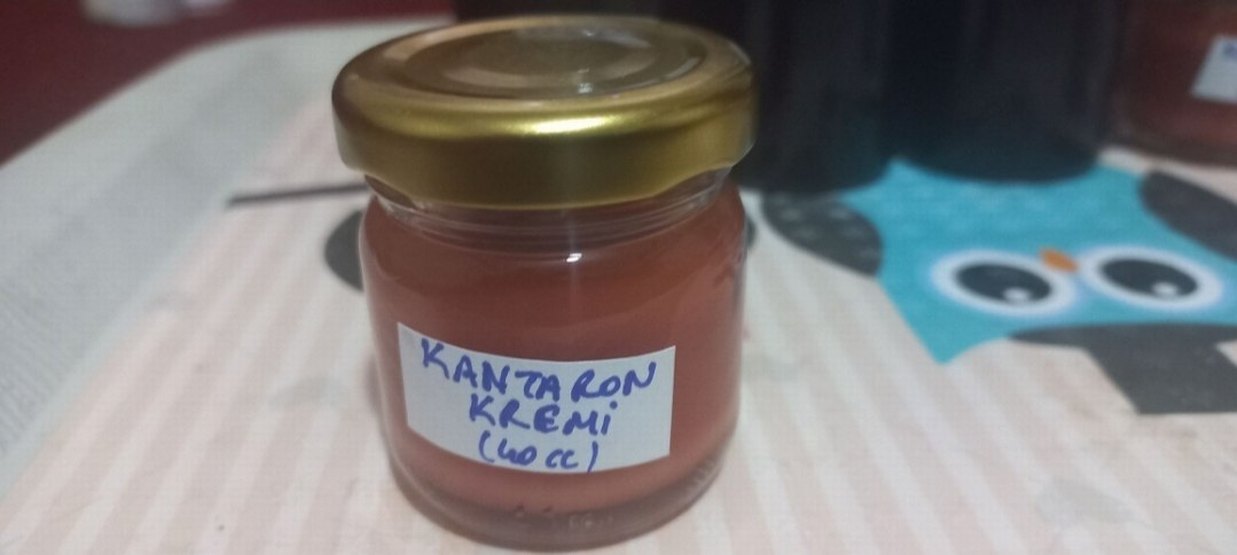 KANTARON
KREMİ
(40 cc)